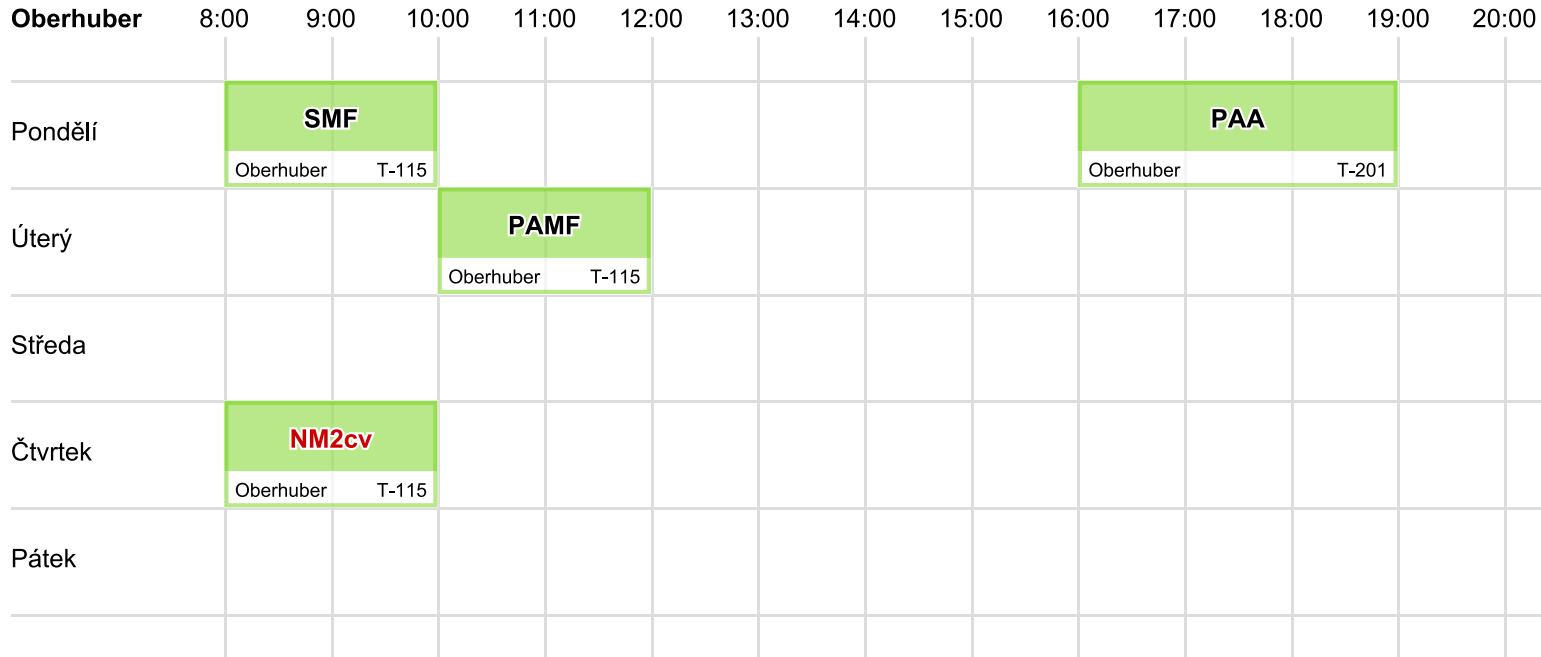 Oberhuber 8:00 9:00 10:00 11:00 12:00 13:00 14:00 15:00 16:00 17:00 18:00 19:00 20:00
Pondělí
SMF
Oberhuber T-115
PAA
Oberhuber T-201
Úterý
PAMF
Oberhuber T-115
Středa
Čtvrtek
NM2cv
Oberhuber T-115
Pátek